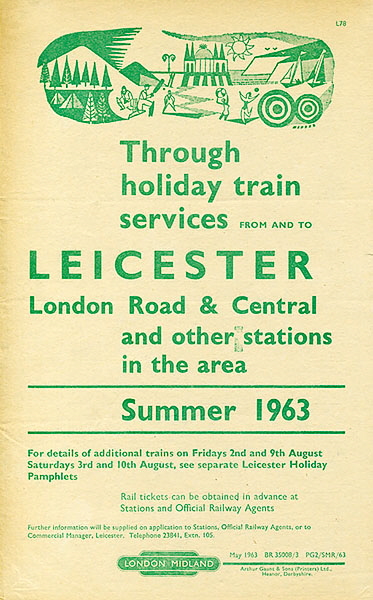 L78
Through
holiday train
services FROM AND TO
LEICESTER
London Road & Central
and other stations
in the area
Summer 1963
For details of additional trains on Fridays 2nd and 9th August
Saturdays 3rd and 10th August, see separate Leicester Holiday
Pamphlets
Rail tickets can be obtained in advance at
Stations and Official Railway Agents
Further information will be supplied on application to Stations, Official Railway Agents, or to
Commercial Manager, Leicester. Telephone 23841, Extn. 105.
LONDON MIDLAND
May 1963 BR 35008/3 PG2/SMR/63
Arthur Gaunt & Sons (Printers) Ltd.,
Heanor, Derbyshire.